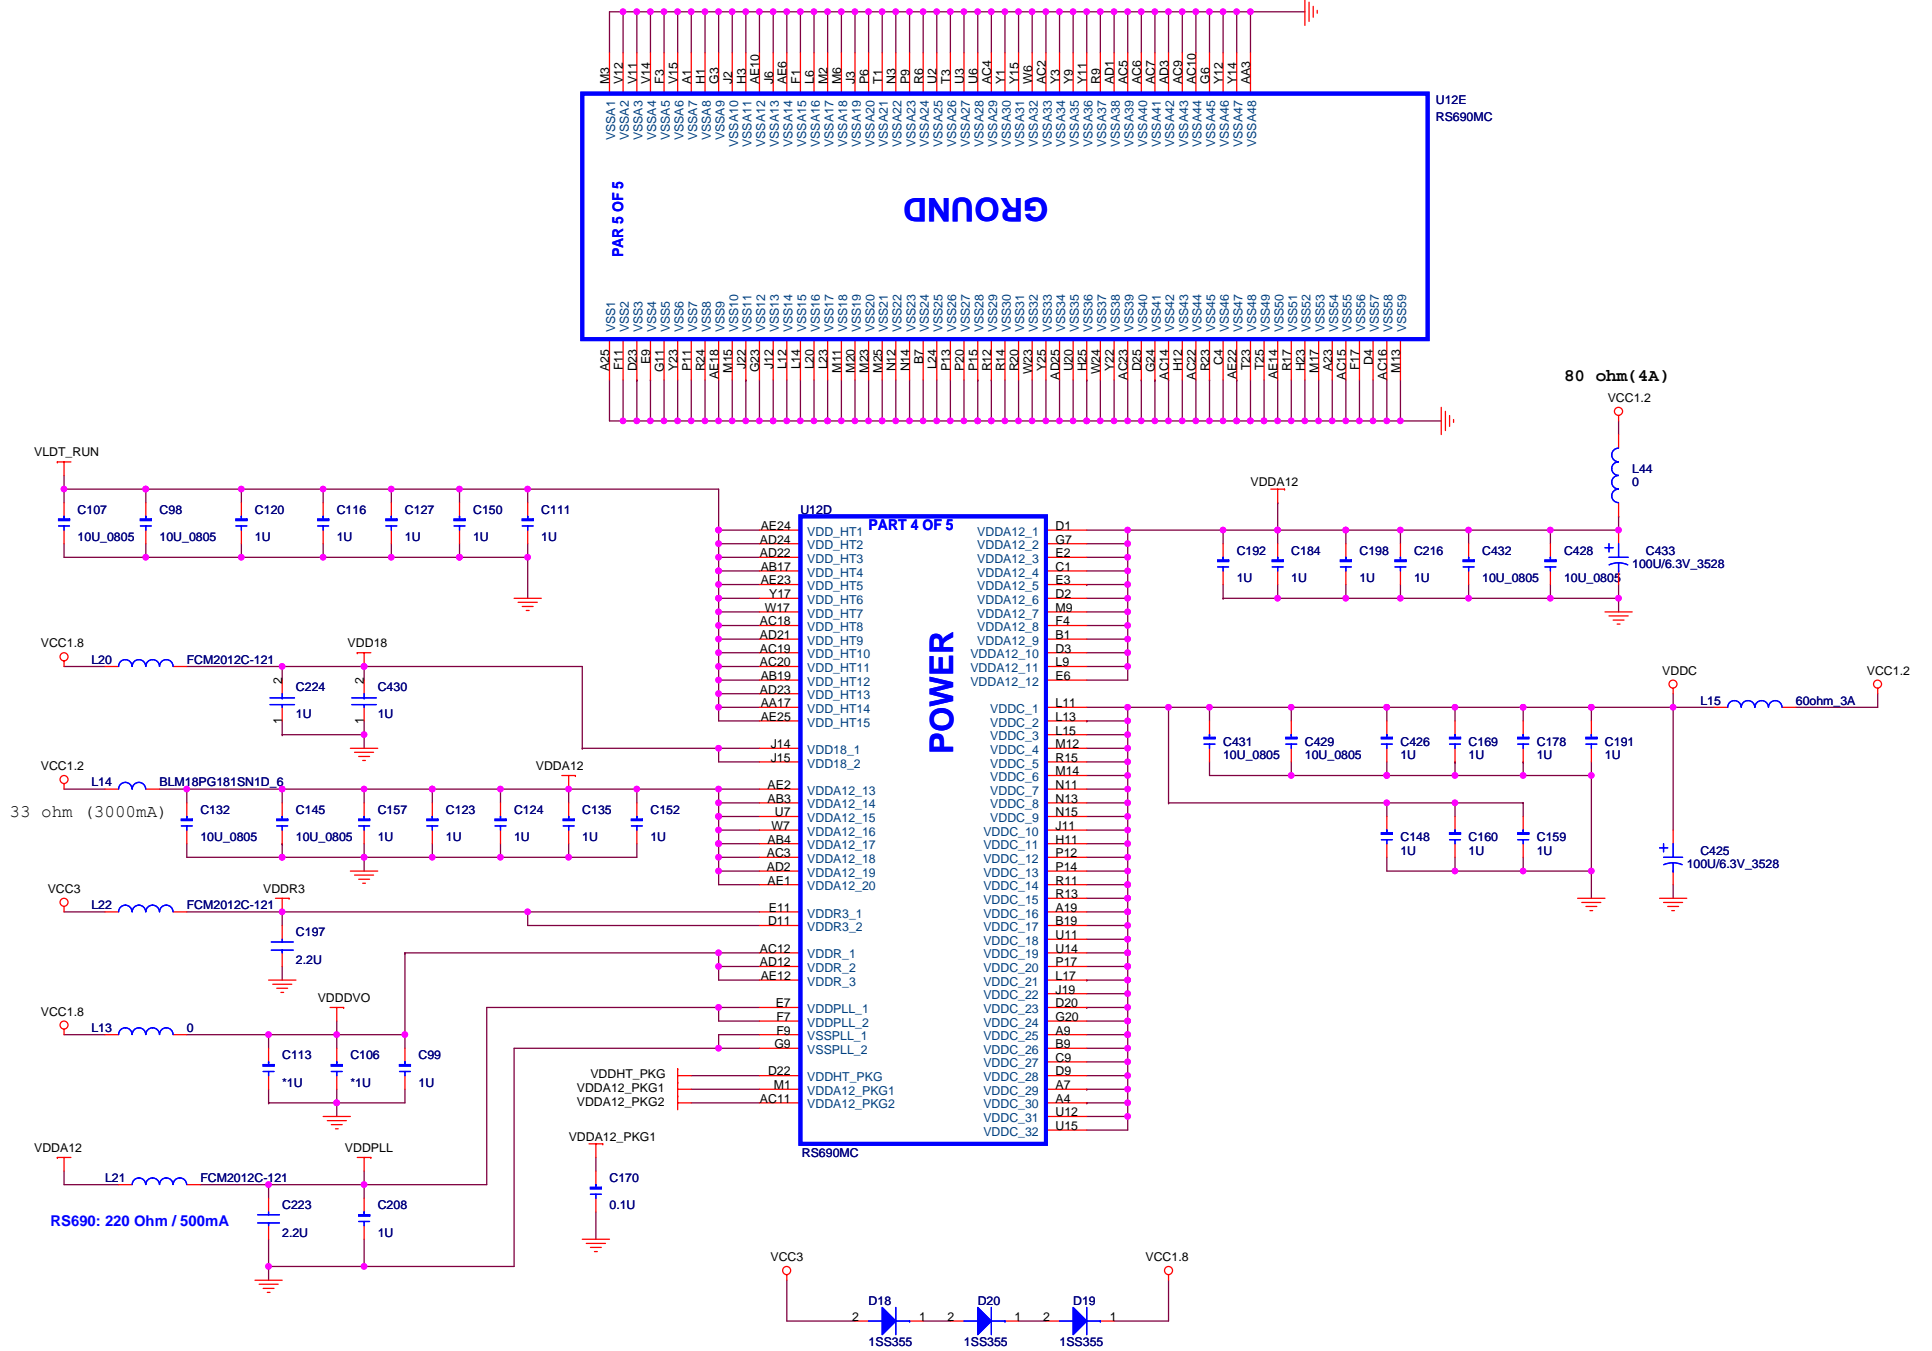 M3 V12 V11 V14 F3 V15 A1 H1 G3 J2 H3 AE10 J6 AE6 F1 L6 M2 M6 J3 P6 T1 N3 P9 R6 U2 T3 U3 U6 AC4 Y1 Y15 W6 AC2 Y3 Y9 Y11 R9 AD1 AC5 AC6 AC7 AD3 AC9 AC10 G6 Y12 Y14 AA3
VSSA1 VSSA2 VSSA3 VSSA4 VSSA5 VSSA6 VSSA7 VSSA8 VSSA9 VSSA10 VSSA11 VSSA12 VSSA13 VSSA14 VSSA15 VSSA16 VSSA17 VSSA18 VSSA19 VSSA20 VSSA21 VSSA22 VSSA23 VSSA24 VSSA25 VSSA26 VSSA27 VSSA28 VSSA29 VSSA30 VSSA31 VSSA32 VSSA33 VSSA34 VSSA35 VSSA36 VSSA37 VSSA38 VSSA39 VSSA40 VSSA41 VSSA42 VSSA43 VSSA44 VSSA45 VSSA46 VSSA47 VSSA48
U12E
RS690MC
PAR 5 OF 5
GROUND
VSS1 VSS2 VSS3 VSS4 VSS5 VSS6 VSS7 VSS8 VSS9 VSS10 VSS11 VSS12 VSS13 VSS14 VSS15 VSS16 VSS17 VSS18 VSS19 VSS20 VSS21 VSS22 VSS23 VSS24 VSS25 VSS26 VSS27 VSS28 VSS29 VSS30 VSS31 VSS32 VSS33 VSS34 VSS35 VSS36 VSS37 VSS38 VSS39 VSS40 VSS41 VSS42 VSS43 VSS44 VSS45 VSS46 VSS47 VSS48 VSS49 VSS50 VSS51 VSS52 VSS53 VSS54 VSS55 VSS56 VSS57 VSS58 VSS59
A25 F11 D23 E9 G11 Y23 P11 R24 AE18 M15 J22 G23 J12 L12 L14 L20 L23 M11 M20 M23 M25 N12 N14 B7 L24 P13 P20 P15 R12 R14 R20 W23 Y25 AD25 U20 H25 W24 Y22 AC23 D25 G24 AC14 H12 AC22 R23 C4 AE22 T23 T25 AE14 R17 H23 M17 A23 AC15 F17 D4 AC16 M13
80 ohm(4A)
VCC1.2
L44
0
VLDT_RUN
C107
10U_0805
C98
10U_0805
C120
1U
C116
1U
C127
1U
C150
1U
C111
1U
VCC1.8
L20
FCM2012C-121
VDD18
2
C224
1U
1
2
C430
1U
1
VCC1.2
L14
BLM18PG181SN1D_6
VDDA12
33 ohm (3000mA)
C132
10U_0805
C145
10U_0805
C157
1U
C123
1U
C124
1U
C135
1U
C152
1U
VCC3
L22
FCM2012C-121
VDDR3
C197
2.2U
VCC1.8
L13
0
VDDDVO
C113
*1U
C106
*1U
C99
1U
VDDA12
L21
FCM2012C-121
VDDPLL
RS690: 220 Ohm / 500mA
C223
2.2U
C208
1U
U12D
PART 4 OF 5
POWER
AE24 VDD_HT1
AD24 VDD_HT2
AD22 VDD_HT3
AB17 VDD_HT4
AE23 VDD_HT5
Y17 VDD_HT6
W17 VDD_HT7
AC18 VDD_HT8
AD21 VDD_HT9
AC19 VDD_HT10
AC20 VDD_HT11
AB19 VDD_HT12
AD23 VDD_HT13
AA17 VDD_HT14
AE25 VDD_HT15
J14 VDD18_1
J15 VDD18_2
AE2 VDDA12_13
AB3 VDDA12_14
U7 VDDA12_15
W7 VDDA12_16
AB4 VDDA12_17
AC3 VDDA12_18
AD2 VDDA12_19
AE1 VDDA12_20
E11 VDDR3_1
D11 VDDR3_2
AC12 VDDR_1
AD12 VDDR_2
AE12 VDDR_3
E7 VDDPLL_1
F7 VDDPLL_2
F9 VSSPLL_1
G9 VSSPLL_2
VDDHT_PKG D22 VDDHT_PKG
VDDA12_PKG1 M1 VDDA12_PKG1
VDDA12_PKG2 AC11 VDDA12_PKG2
VDDA12_1 D1
VDDA12_2 G7
VDDA12_3 E2
VDDA12_4 C1
VDDA12_5 E3
VDDA12_6 D2
VDDA12_7 M9
VDDA12_8 F4
VDDA12_9 B1
VDDA12_10 D3
VDDA12_11 L9
VDDA12_12 E6
VDDC_1 L11
VDDC_2 L13
VDDC_3 L15
VDDC_4 M12
VDDC_5 R15
VDDC_6 M14
VDDC_7 N11
VDDC_8 N13
VDDC_9 N15
VDDC_10 J11
VDDC_11 H11
VDDC_12 P12
VDDC_13 P14
VDDC_14 R11
VDDC_15 R13
VDDC_16 A19
VDDC_17 B19
VDDC_18 U11
VDDC_19 U14
VDDC_20 P17
VDDC_21 L17
VDDC_22 J19
VDDC_23 D20
VDDC_24 G20
VDDC_25 A9
VDDC_26 B9
VDDC_27 C9
VDDC_28 D9
VDDC_29 A7
VDDC_30 A4
VDDC_31 U12
VDDC_32 U15
RS690MC
VDDA12
C192
1U
C184
1U
C198
1U
C216
1U
C432
10U_0805
C428
10U_0805
+
C433
100U/6.3V_3528
VDDC
L15
60ohm_3A
VCC1.2
C431
10U_0805
C429
10U_0805
C426
1U
C169
1U
C178
1U
C191
1U
C148
1U
C160
1U
C159
1U
+
C425
100U/6.3V_3528
VDDA12_PKG1
C170
0.1U
VCC3
VCC1.8
D18
D20
D19
2 1 2 1 2 1
1SS355
1SS355
1SS355